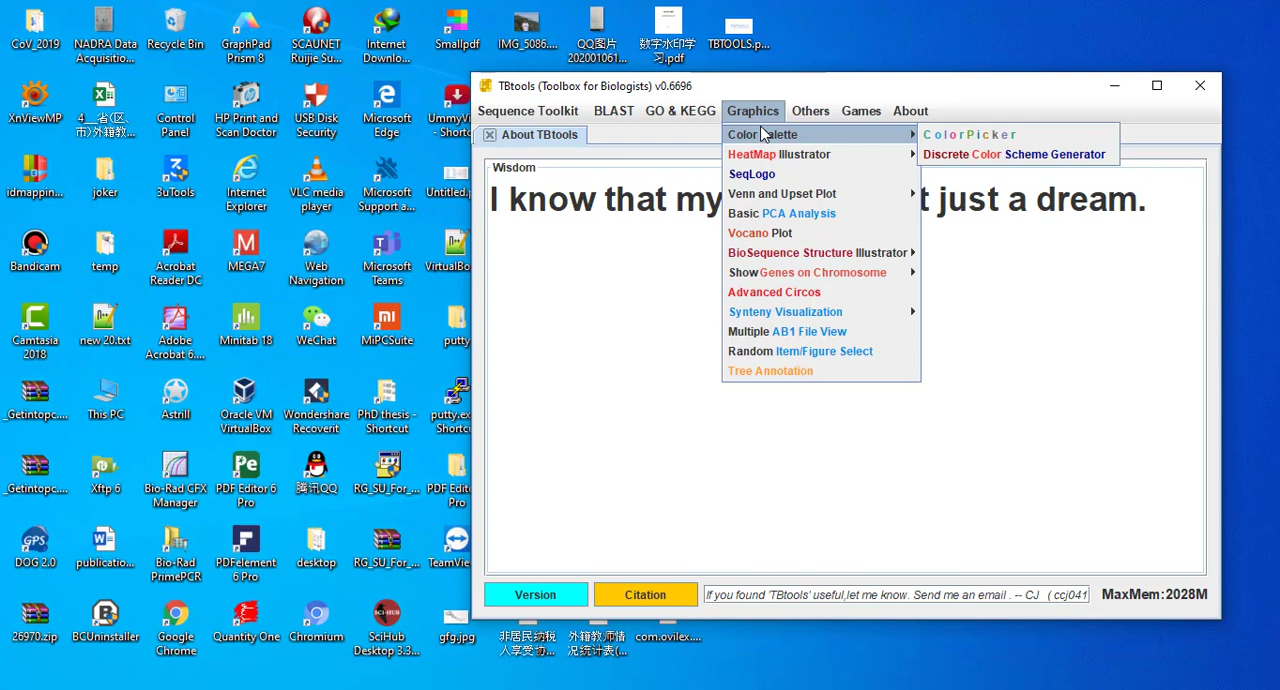 CoV_2019
NADRA Data Acquisitio...
Recycle Bin
GraphPad Prism 8
SCAUNET Ruijie Su...
Internet Downlo...
Smallpdf
IMG_5086....
QQ图片 202001061...
数字水印学习.pdf
TBTOOLS.p...
XnViewMP
4__省(区、市)外籍教...
Control Panel
HP Print and Scan Doctor
USB Disk Security
Microsoft Edge
UmmyVi - Shortc
idmappin...
joker
3uTools
Internet Explorer
VLC media player
Microsoft Support a...
Untitled.
Bandicam
temp
Acrobat Reader DC
MEGA7
Web Navigation
Microsoft Teams
VirtualBo
Camtasia 2018
new 20.txt
Adobe Acrobat 6....
Minitab 18
WeChat
MiPCSuite
putty
_Getintopc....
This PC
Astrill
Oracle VM VirtualBox
Wondershare Recoverit
PhD thesis - Shortcut
putty.ex Shortcu
_Getintopc....
Xftp 6
Bio-Rad CFX Manager
PDF Editor 6 Pro
腾讯QQ
RG_SU_For_...
PDF Edito Pro
DOG 2.0
publicatio...
Bio-Rad PrimePCR
PDFelement 6 Pro
desktop
RG_SU_For_...
TeamVie
26970.zip
BCUninstaller
Google Chrome
Quantity One
Chromium
SciHub Desktop 3.3...
gfg.jpg
非居民纳税人享受协...
外籍教师情况统计表(...
com.ovilex....
TBtools (Toolbox for Biologists) v0.6696
Sequence Toolkit BLAST GO & KEGG Graphics Others Games About
About TBtools
Wisdom
I know that my t just a dream.
Color alette
HeatMap Illustrator
SeqLogo
Venn and Upset Plot
Basic PCA Analysis
Vocano Plot
BioSequence Structure Illustrator
Show Genes on Chromosome
Advanced Circos
Synteny Visualization
Multiple AB1 File View
Random Item/Figure Select
Tree Annotation
ColorPicker
Discrete Color Scheme Generator
Version
Citation
If you found 'TBtools' useful,let me know. Send me an email . -- CJ ( ccj041
MaxMem:2028M